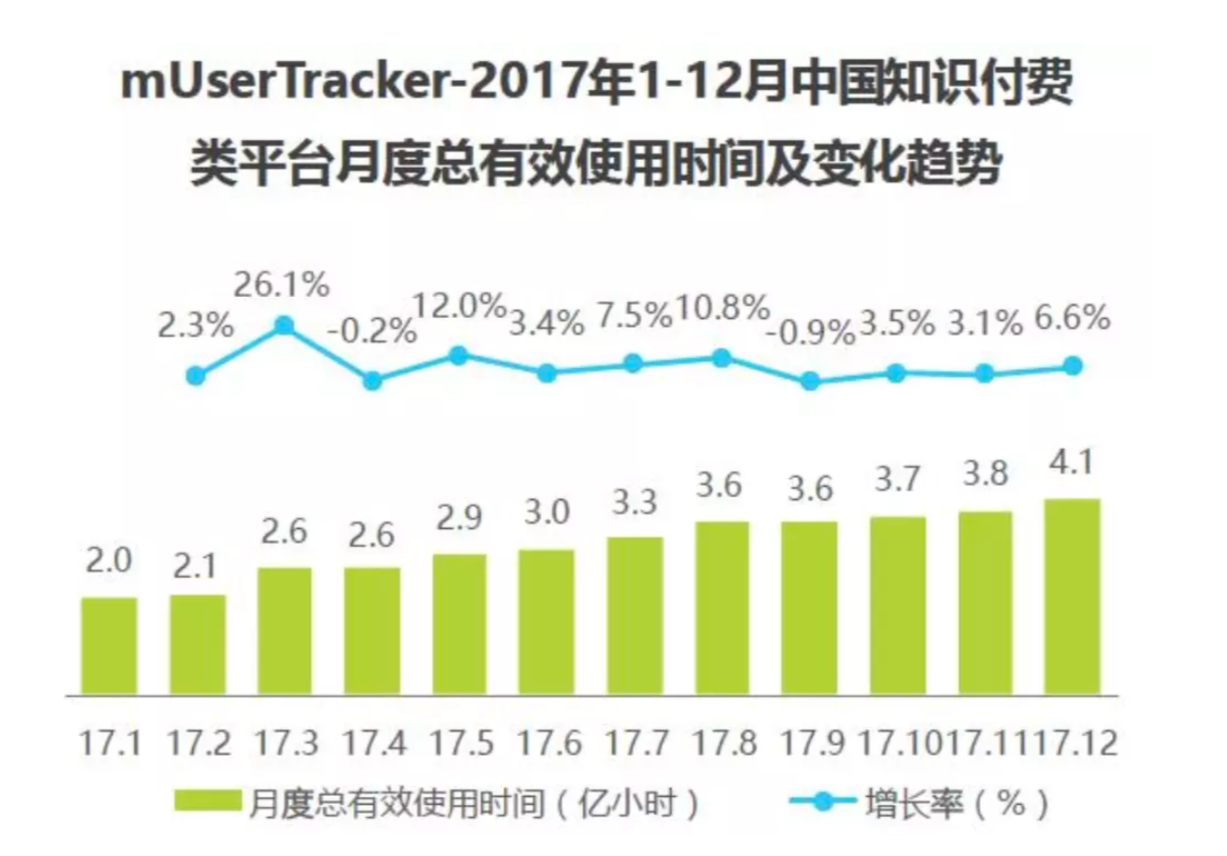 mUserTracker-2017年1-12月中国知识付费
类平台月度总有效使用时间及变化趋势
2.3% 26.1% -0.2% 12.0% 3.4% 7.5% 10.8% -0.9% 3.5% 3.1% 6.6%
2.0 2.1 2.6 2.6 2.9 3.0 3.3 3.6 3.6 3.7 3.8 4.1
17.1 17.2 17.3 17.4 17.5 17.6 17.7 17.8 17.9 17.10 17.11 17.12
月度总有效使用时间（亿小时） 增长率（%）